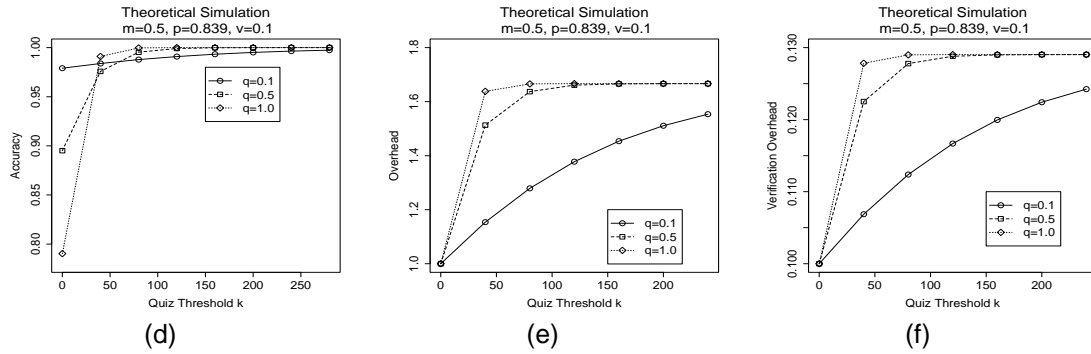 Theoretical Simulation
m=0.5, p=0.839, v=0.1
Accuracy
1.00
0.95
0.90
0.85
0.80
q=0.1
q=0.5
q=1.0
0 50 100 150 200 250
Quiz Threshold k
(d)
Theoretical Simulation
m=0.5, p=0.839, v=0.1
Overhead
1.8
1.6
1.4
1.2
1.0
q=0.1
q=0.5
q=1.0
0 50 100 150 200
Quiz Threshold k
(e)
Theoretical Simulation
m=0.5, p=0.839, v=0.1
Verification Overhead
0.130
0.120
0.110
0.100
q=0.1
q=0.5
q=1.0
0 50 100 150 200
Quiz Threshold k
(f)